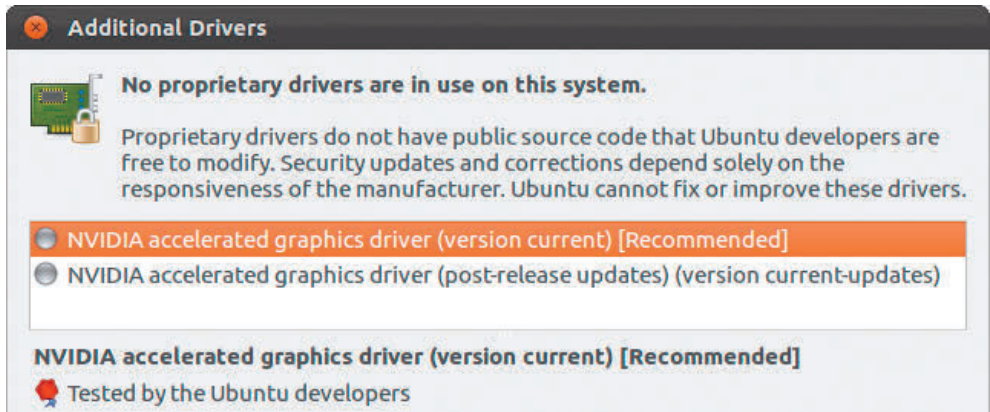 Additional Drivers
No proprietary drivers are in use on this system.
Proprietary drivers do not have public source code that Ubuntu developers are
free to modify. Security updates and corrections depend solely on the
responsiveness of the manufacturer. Ubuntu cannot fix or improve these drivers.
NVIDIA accelerated graphics driver (version current) [Recommended]
NVIDIA accelerated graphics driver (post-release updates) (version current-updates)
NVIDIA accelerated graphics driver (version current) [Recommended]
Tested by the Ubuntu developers